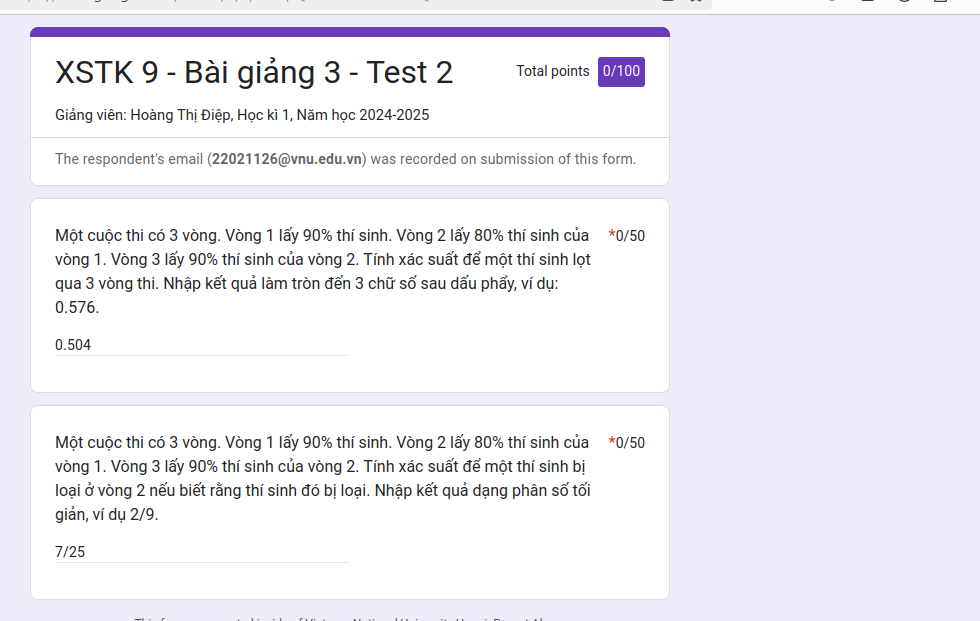 XSTK 9 - Bài giảng 3 - Test 2
Total points 0/100
Giảng viên: Hoàng Thị Điệp, Học kì 1, Năm học 2024-2025
The respondent's email (22021126@vnu.edu.vn) was recorded on submission of this form.
Một cuộc thi có 3 vòng. Vòng 1 lấy 90% thí sinh. Vòng 2 lấy 80% thí sinh của *0/50
vòng 1. Vòng 3 lấy 90% thí sinh của vòng 2. Tính xác suất để một thí sinh lọt
qua 3 vòng thi. Nhập kết quả làm tròn đến 3 chữ số sau dấu phẩy, ví dụ:
0.576.
0.504
Một cuộc thi có 3 vòng. Vòng 1 lấy 90% thí sinh. Vòng 2 lấy 80% thí sinh của *0/50
vòng 1. Vòng 3 lấy 90% thí sinh của vòng 2. Tính xác suất để một thí sinh bị
loại ở vòng 2 nếu biết rằng thí sinh đó bị loại. Nhập kết quả dạng phân số tối
giản, ví dụ 2/9.
7/25